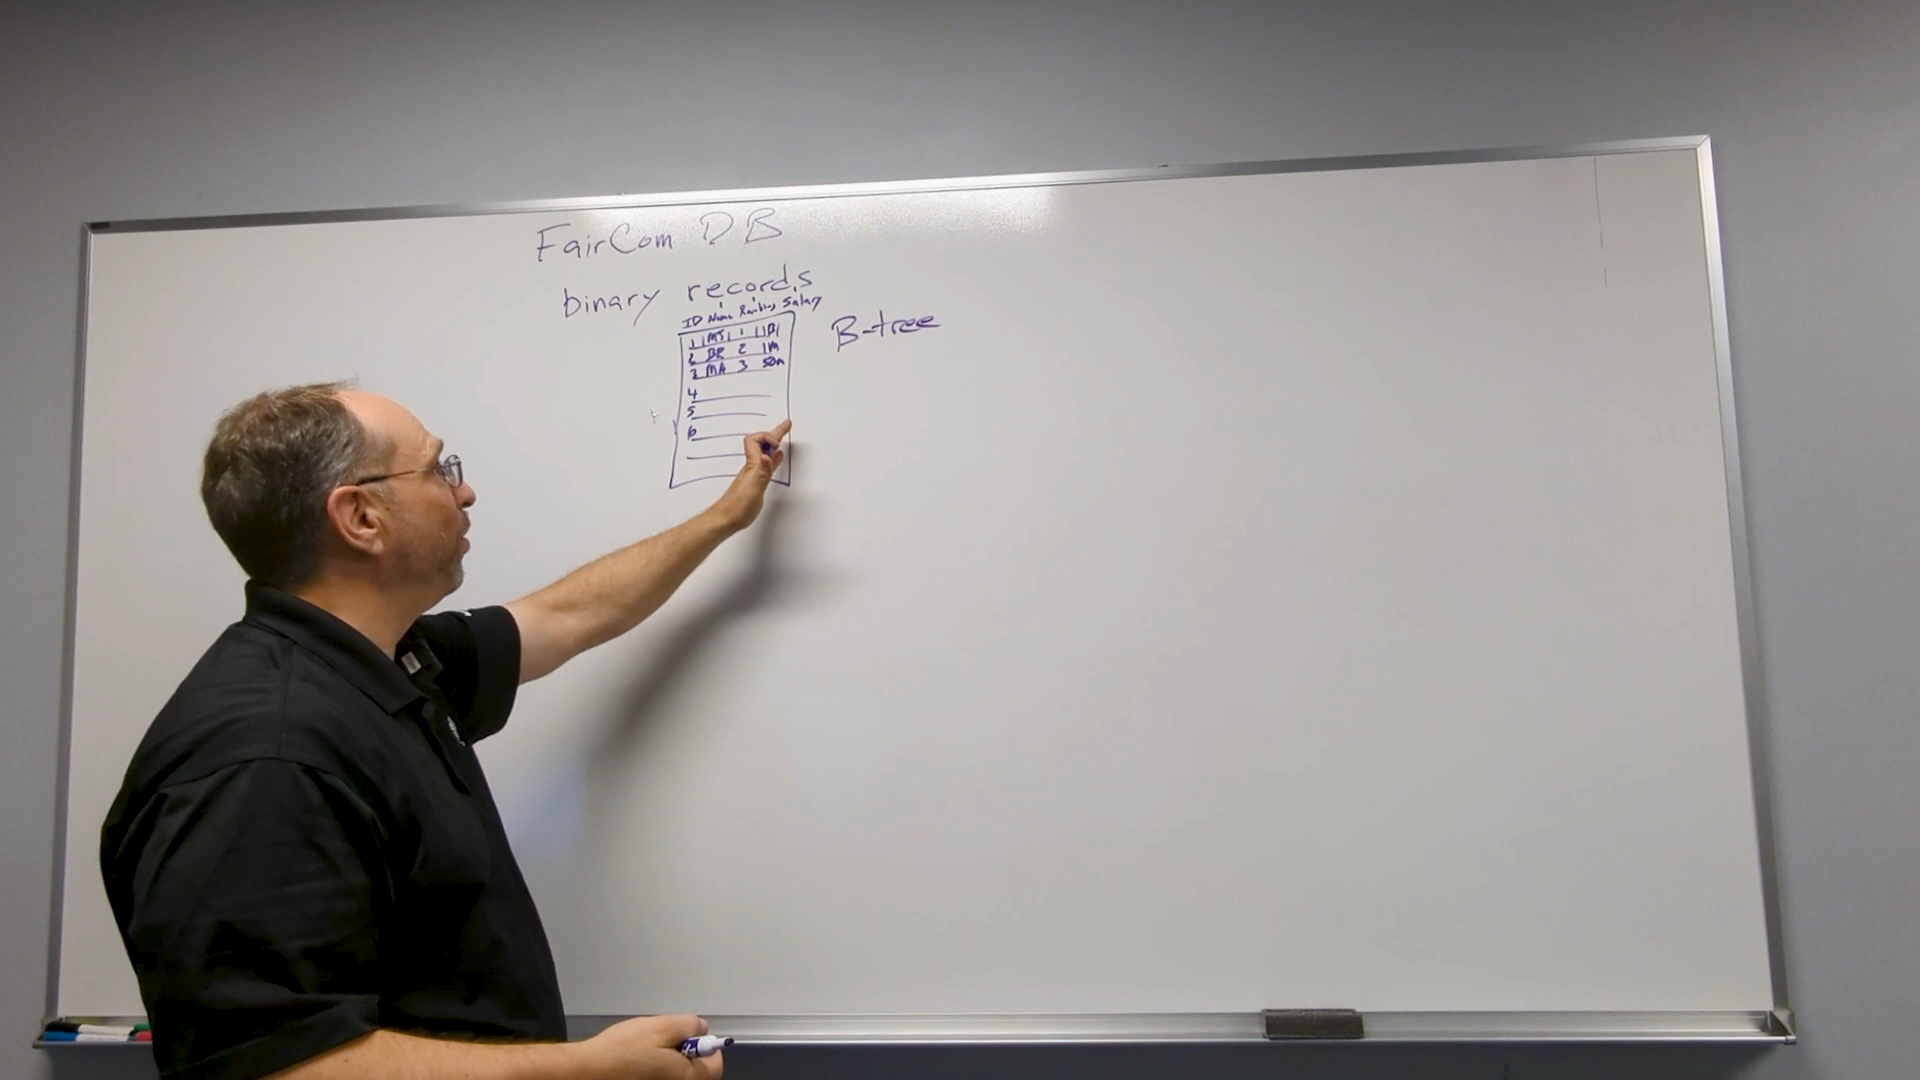 FairCom DB
binary records
ID Name Ranking Salary
B-tree
1 MJ 1 1B
2 BR 2 1M
3 MA 3 50m
4
5
6